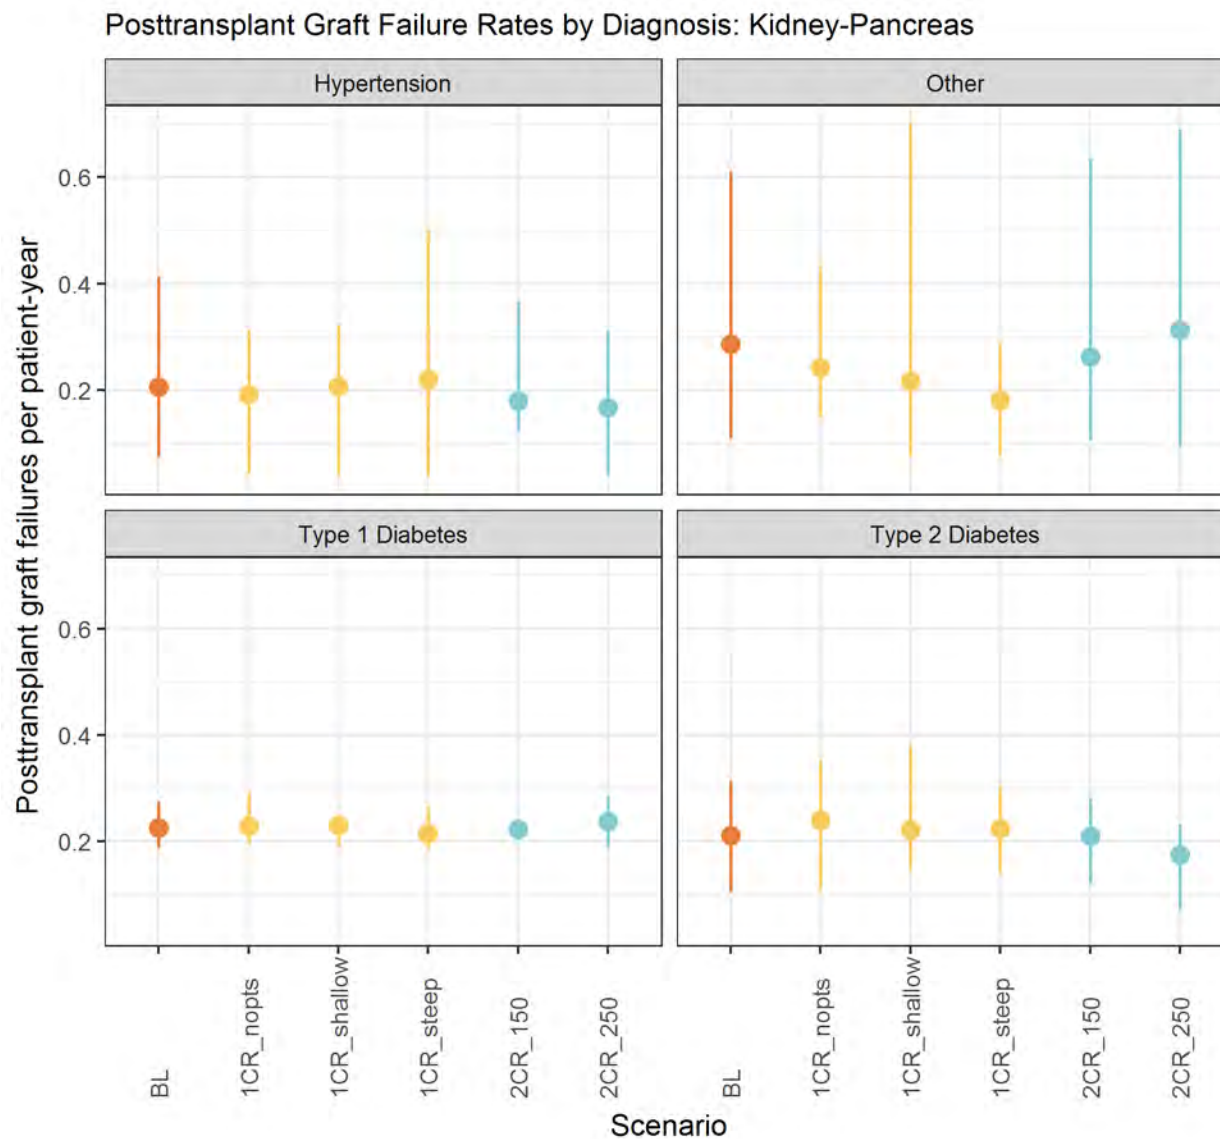 Posttransplant Graft Failure Rates by Diagnosis: Kidney-Pancreas
Hypertension
Other
0.6
0.4
0.2
Type 1 Diabetes
Type 2 Diabetes
0.6
0.4
0.2
Posttransplant graft failures per patient-year
BL
1CR_nopts
1CR_shallow
1CR_steep
2CR_150
2CR_250
BL
1CR_nopts
1CR_shallow
1CR_steep
2CR_150
2CR_250
Scenario